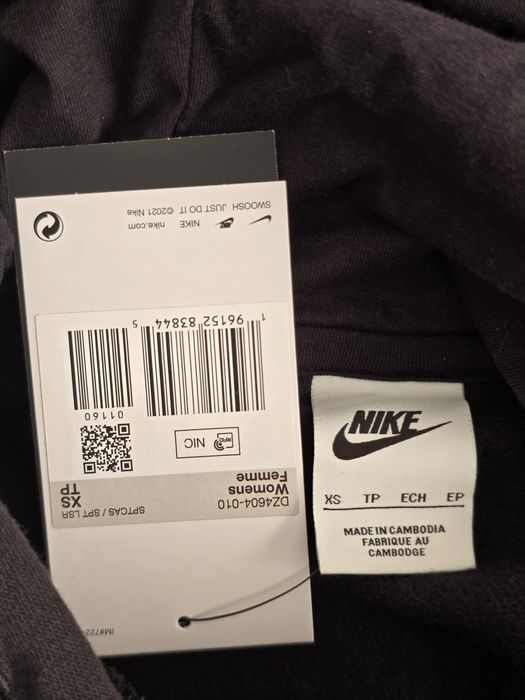 SWOOSH JUST DO IT ©2021 Nike
NIKE nike.com
1 96152 83844 5
01160
RFID NIC
DZ4604-010
Womens XS
Femme TP
SPTCAS / SPT LSR
NIKE
XS TP ECH EP
MADE IN CAMBODIA
FABRIQUE AU
CAMBODGE